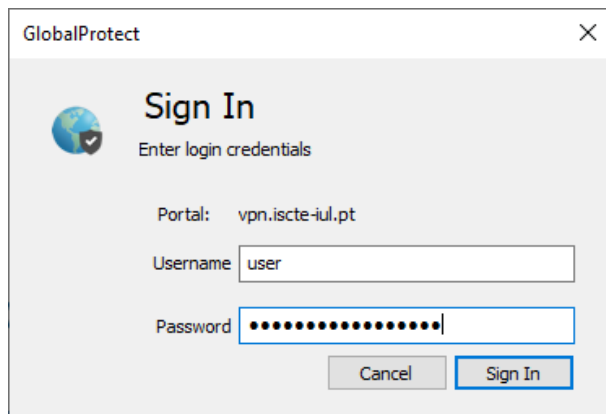 GlobalProtect
Sign In
Enter login credentials
Portal: vpn.iscte-iul.pt
Username user
Password •••••••••••••••••
Cancel Sign In